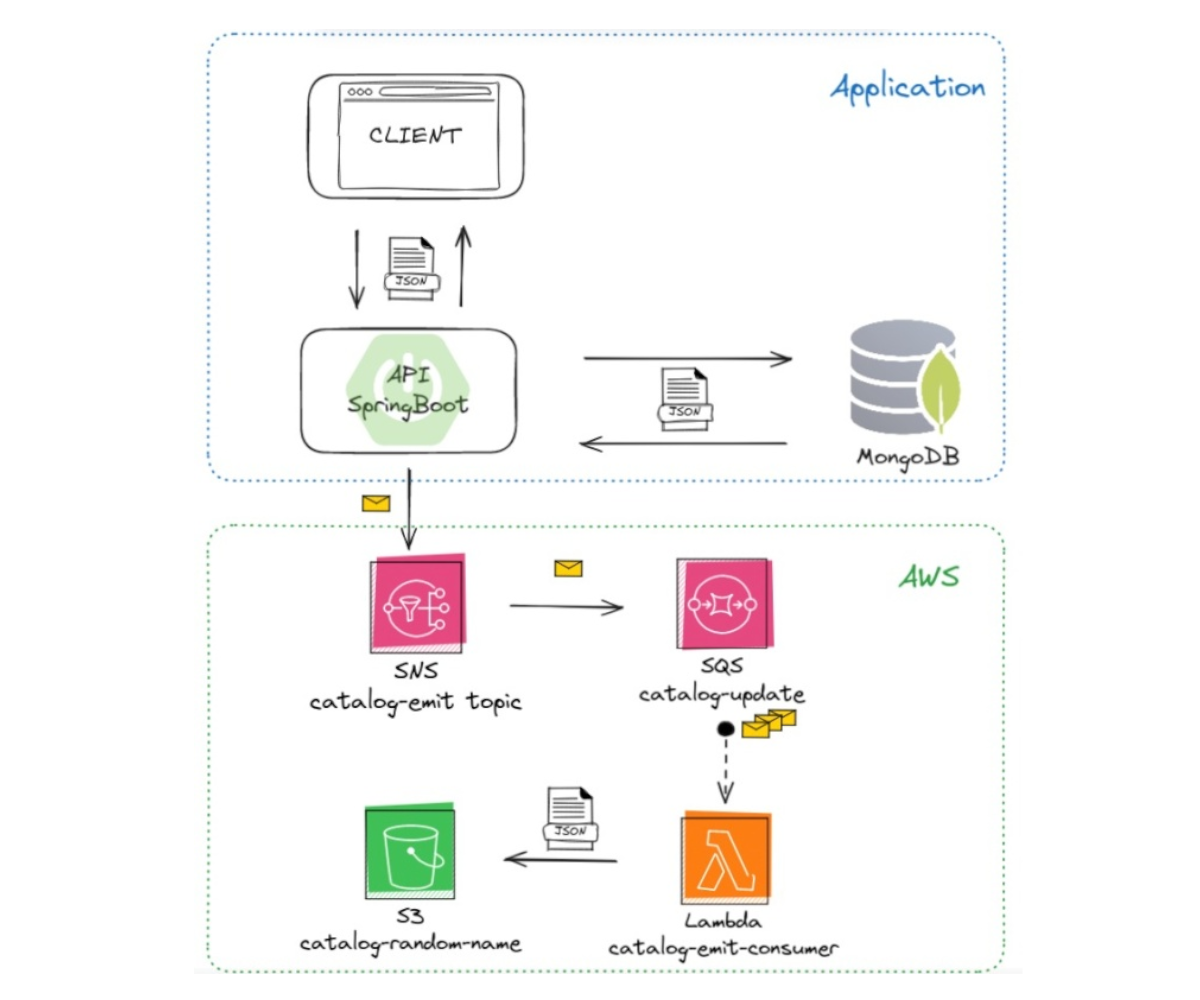 Application
CLIENT
JSON
API
SpringBoot
JSON
MongoDB
AWS
SNS
catalog-emit topic
SQS
catalog-update
JSON
S3
catalog-random-name
Lambda
catalog-emit-consumer